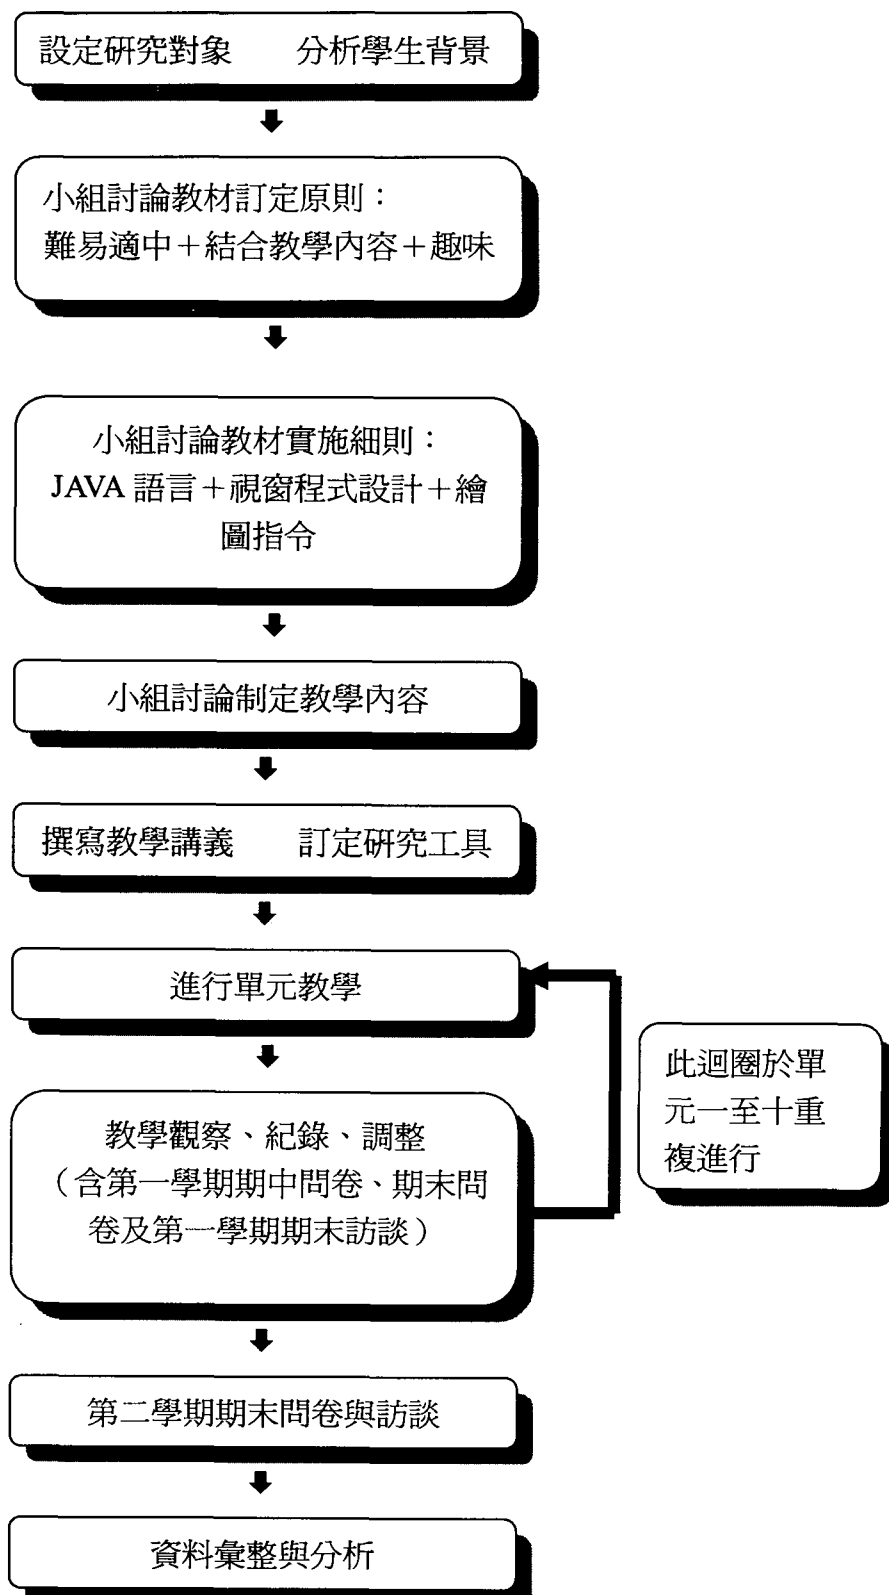 設定研究對象　　分析學生背景
小組討論教材訂定原則：
難易適中＋結合教學內容＋趣味
小組討論教材實施細則：
JAVA 語言＋視窗程式設計＋繪
圖指令
小組討論制定教學內容
撰寫教學講義　　訂定研究工具
進行單元教學
此迴圈於單
元一至十重
複進行
教學觀察、紀錄、調整
（含第一學期期中問卷、期末問
卷及第一學期期末訪談）
第二學期期末問卷與訪談
資料彙整與分析